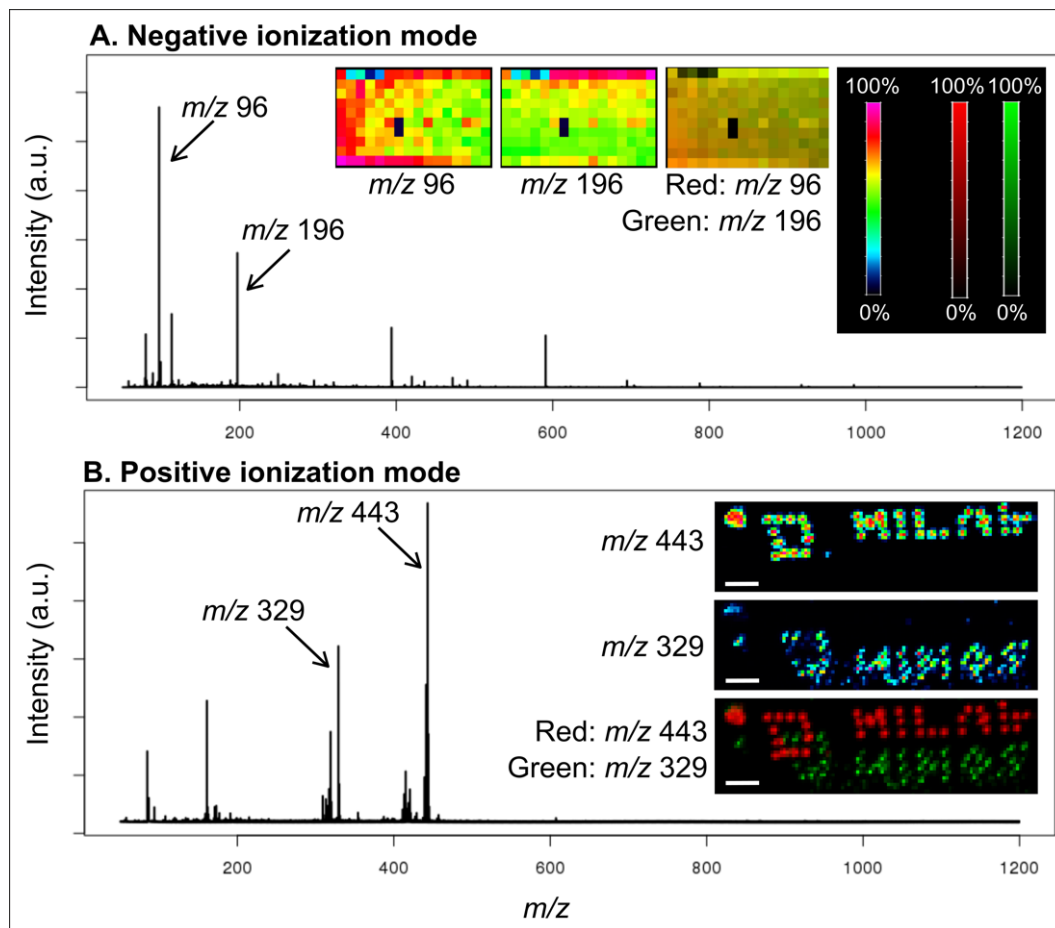 A. Negative ionization mode
Intensity (a.u.)
m/z 96
m/z 196
m/z 96
m/z 196
Red: m/z 96
Green: m/z 196
100%
100%
100%
0%
0%
0%
200
400
600
800
1000
1200
B. Positive ionization mode
Intensity (a.u.)
m/z 443
m/z 329
m/z 443
m/z 329
Red: m/z 443
Green: m/z 329
200
400
600
800
1000
1200
m/z